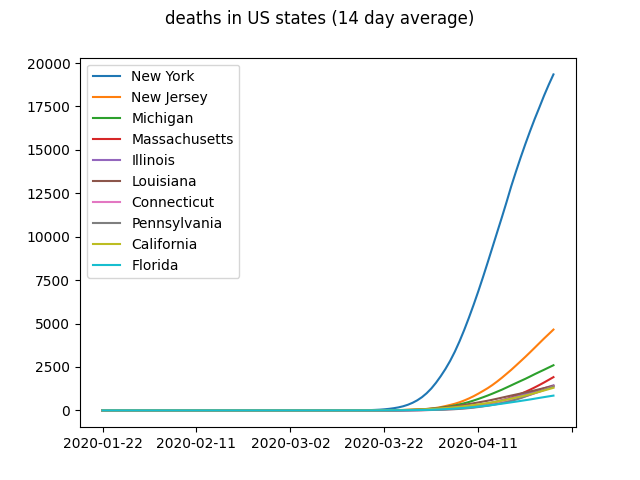 deaths in US states (14 day average)
20000
17500
15000
12500
10000
7500
5000
2500
0
New York
New Jersey
Michigan
Massachusetts
Illinois
Louisiana
Connecticut
Pennsylvania
California
Florida
2020-01-22 2020-02-11 2020-03-02 2020-03-22 2020-04-11